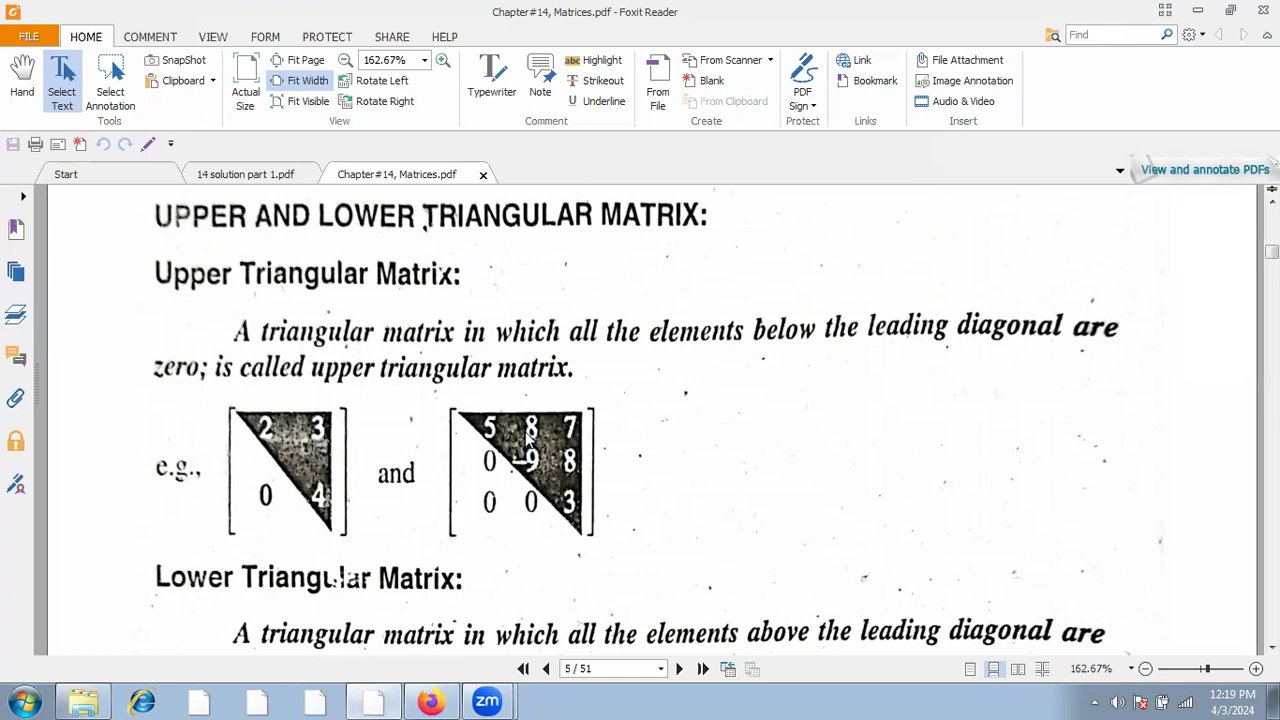 Chapter#14, Matrices.pdf - Foxit Reader
FILE HOME COMMENT VIEW FORM PROTECT SHARE HELP
Find
Hand
Select Text
Select Annotation
SnapShot
Clipboard
Tools
Actual Size
Fit Page
Fit Width
Fit Visible
162.67%
Rotate Left
Rotate Right
View
Typewriter
Note
Highlight
Strikeout
Underline
Comment
From File
From Scanner
Blank
From Clipboard
Create
PDF Sign
Protect
Link
Bookmark
Links
File Attachment
Image Annotation
Audio & Video
Insert
Start 14 solution part 1.pdf Chapter#14, Matrices.pdf
View and annotate PDFs
UPPER AND LOWER TRIANGULAR MATRIX:
Upper Triangular Matrix:
A triangular matrix in which all the elements below the leading diagonal are
zero; is called upper triangular matrix.
e.g.,
2 3
0 4
and
5 8 7
0 -9 8
0 0 3
Lower Triangular Matrix:
A triangular matrix in which all the elements above the leading diagonal are
5 / 51
162.67%
zm
12:19 PM
4/3/2024